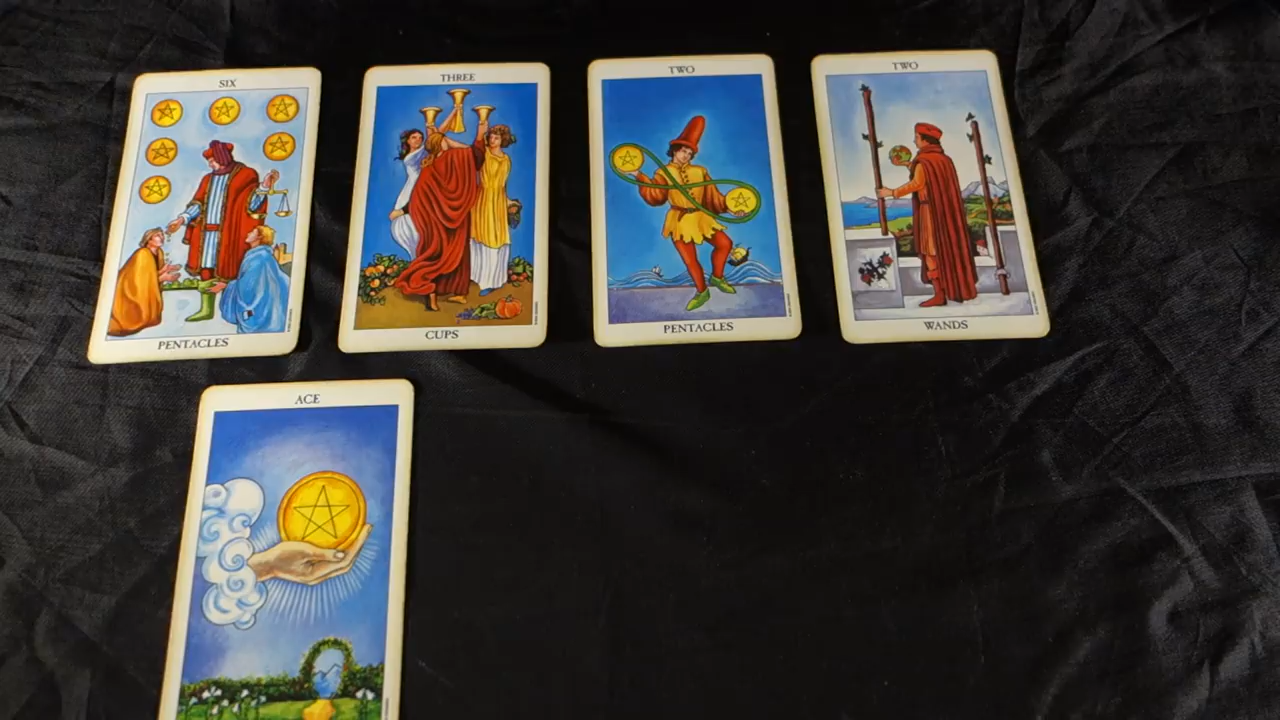 SIX
PENTACLES
THREE
CUPS
TWO
PENTACLES
TWO
WANDS
ACE